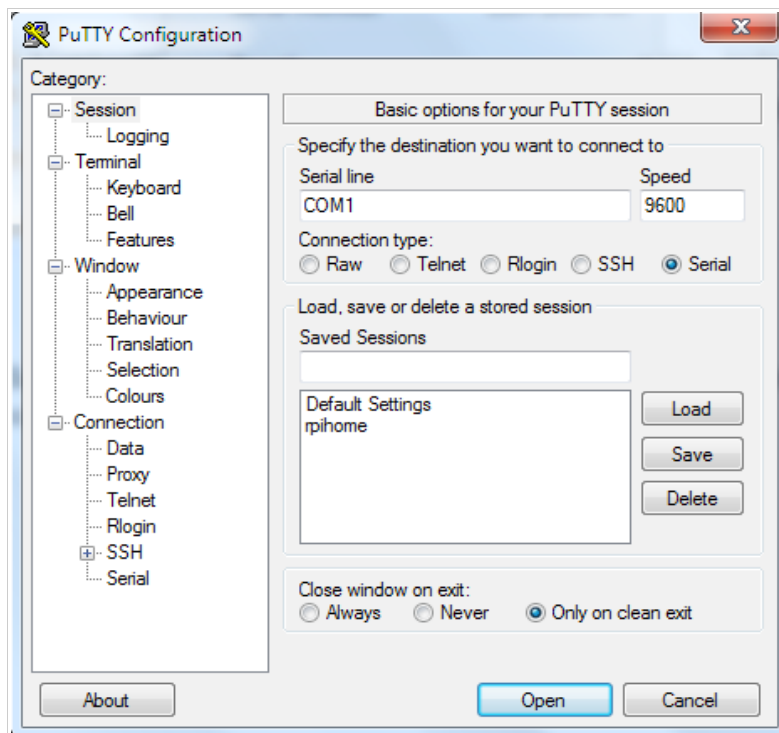 PuTTY Configuration
Category:
Session
Logging
Terminal
Keyboard
Bell
Features
Window
Appearance
Behaviour
Translation
Selection
Colours
Connection
Data
Proxy
Telnet
Rlogin
SSH
Serial
Basic options for your PuTTY session
Specify the destination you want to connect to
Serial line Speed
COM1 9600
Connection type:
Raw Telnet Rlogin SSH Serial
Load, save or delete a stored session
Saved Sessions
Default Settings
rpihome
Load
Save
Delete
Close window on exit:
Always Never Only on clean exit
About Open Cancel